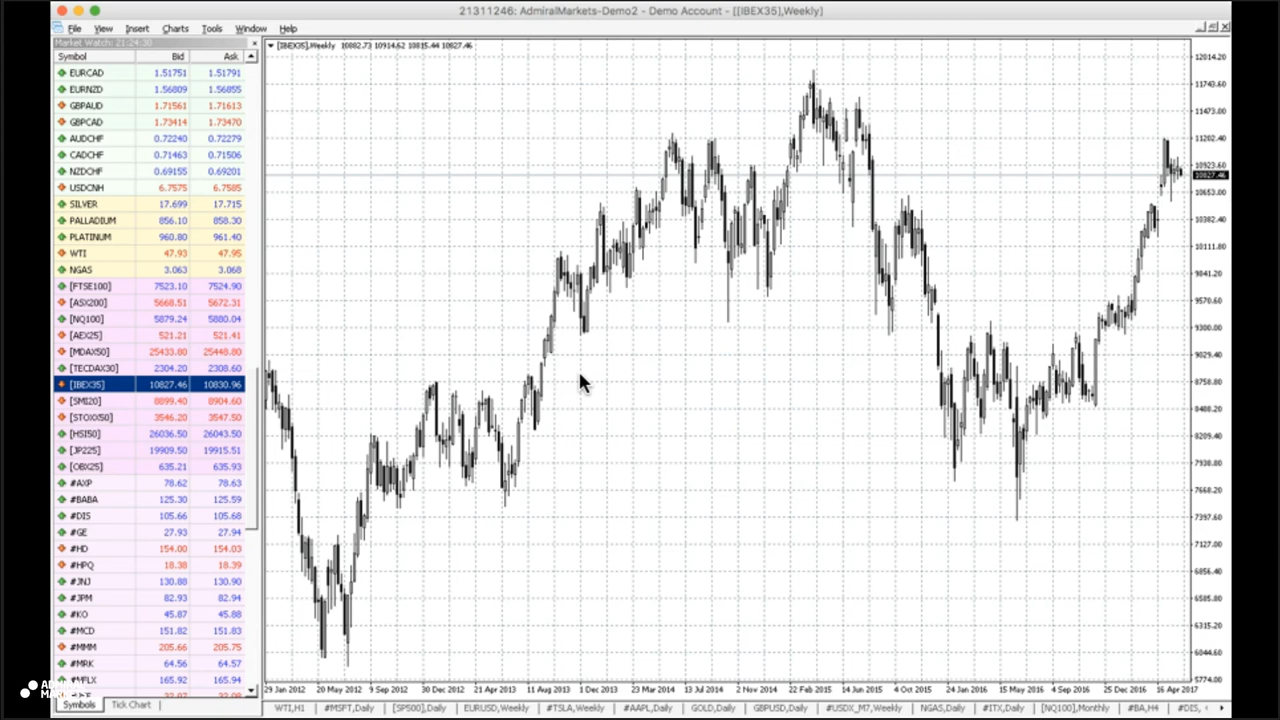 21311246: AdmiralMarkets-Demo2 - Demo Account - [[IBEX35],Weekly]
File View Insert Charts Tools Window Help
Market Watch: 21:24:38
Symbol Bid Ask
EURCAD 1.51751 1.51791
EURNZD 1.56809 1.56855
GBPAUD 1.71561 1.71613
GBPCAD 1.73414 1.73470
AUDCHF 0.72240 0.72279
CADCHF 0.71463 0.71506
NZDCHF 0.69155 0.69201
USDCNH 6.7575 6.7585
SILVER 17.699 17.715
PALLADIUM 856.10 858.30
PLATINUM 960.80 961.40
WTI 47.93 47.95
NGAS 3.063 3.068
[FTSE100] 7523.10 7524.90
[ASX200] 5668.51 5672.31
[NQ100] 5879.24 5880.04
[AEX25] 521.21 521.41
[MDAX50] 25433.80 25448.80
[TECDAX30] 2304.20 2308.60
[IBEX35] 10827.46 10830.96
[SMI20] 8899.40 8904.60
[STOXX50] 3546.20 3547.50
[HSI50] 26036.50 26043.50
[JP225] 19909.50 19915.51
[OBX25] 635.21 635.93
#AXP 78.62 78.63
#BABA 125.30 125.59
#DIS 105.66 105.68
#GE 27.93 27.94
#HD 154.00 154.03
#HPQ 18.38 18.39
#JNJ 130.88 130.90
#JPM 82.93 82.94
#KO 45.87 45.88
#MCD 151.82 151.83
#MMM 205.66 205.75
#MRK 64.56 64.57
165.92 165.94
Symbols Tick Chart
[IBEX35],Weekly 10882.73 10914.62 10815.44 10827.46
12014.20
11743.60
11473.00
11202.40
10923.60
10827.46
10653.00
10382.40
10111.80
9841.20
9570.60
9300.00
9029.40
8758.80
8488.20
8209.40
7938.80
7668.20
7397.60
7127.00
6856.40
6585.80
6315.20
6044.60
5774.00
29 Jan 2012 20 May 2012 9 Sep 2012 30 Dec 2012 21 Apr 2013 11 Aug 2013 1 Dec 2013 23 Mar 2014 13 Jul 2014 2 Nov 2014 22 Feb 2015 14 Jun 2015 4 Oct 2015 24 Jan 2016 15 May 2016 4 Sep 2016 25 Dec 2016 16 Apr 2017
WTI,H1 #MSFT,Daily [SP500],Daily EURUSD,Weekly #TSLA,Weekly #AAPL,Daily GOLD,Daily GBPUSD,Daily #USDX_M7,Weekly NGAS,Daily #ITX,Daily [NQ100],Monthly #BA,H4 #DIS,